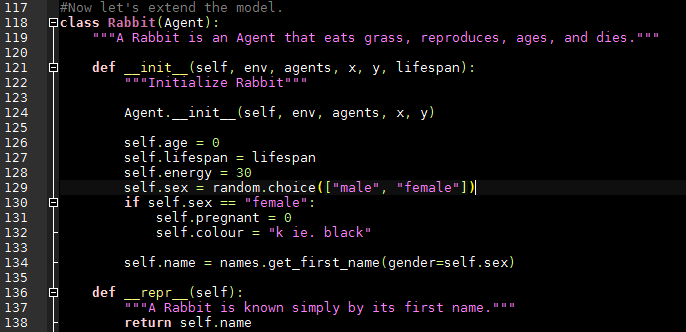 117 #Now let's extend the model.
118 class Rabbit(Agent):
119     """A Rabbit is an Agent that eats grass, reproduces, ages, and dies."""
120
121     def __init__(self, env, agents, x, y, lifespan):
122         """Initialize Rabbit"""
123
124         Agent.__init__(self, env, agents, x, y)
125
126         self.age = 0
127         self.lifespan = lifespan
128         self.energy = 30
129         self.sex = random.choice(["male", "female"])
130         if self.sex == "female":
131             self.pregnant = 0
132             self.colour = "k ie. black"
133
134         self.name = names.get_first_name(gender=self.sex)
135
136     def __repr__(self):
137         """A Rabbit is known simply by its first name."""
138         return self.name